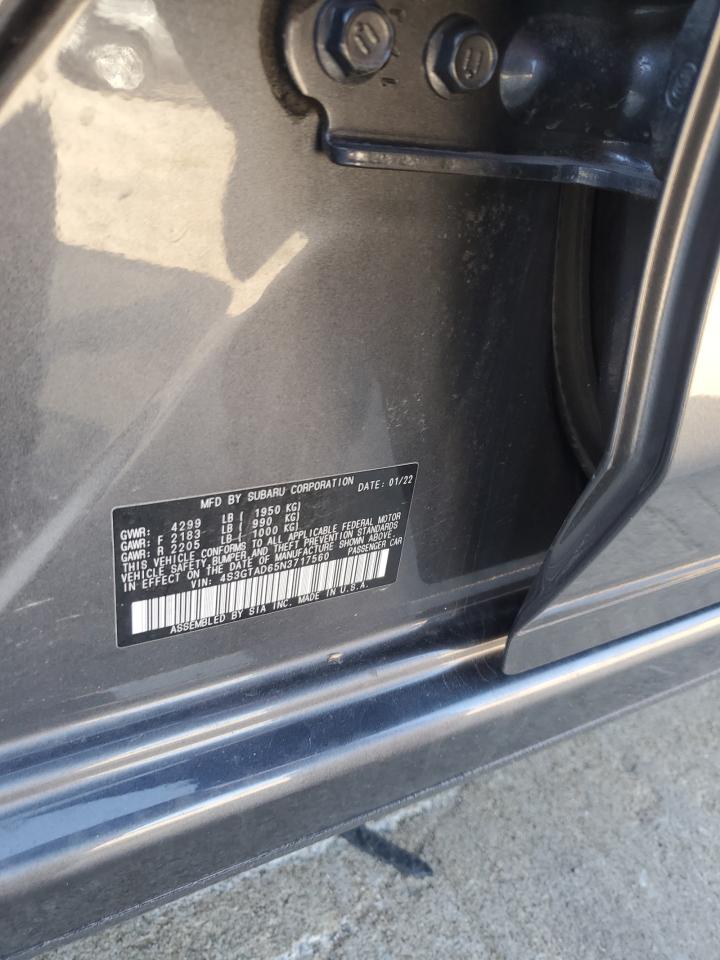 MFD BY SUBARU CORPORATION DATE: 01/22
GVWR: 4299 LB ( 1950 KG)
GAWR: F 2183 LB ( 990 KG)
GAWR: R 2205 LB ( 1000 KG)
THIS VEHICLE CONFORMS TO ALL APPLICABLE FEDERAL MOTOR
VEHICLE SAFETY, BUMPER, AND THEFT PREVENTION STANDARDS
IN EFFECT ON THE DATE OF MANUFACTURE SHOWN ABOVE.
VIN: 4S3GTAD65N3717560 PASSENGER CAR
ASSEMBLED BY SIA INC. MADE IN U.S.A.